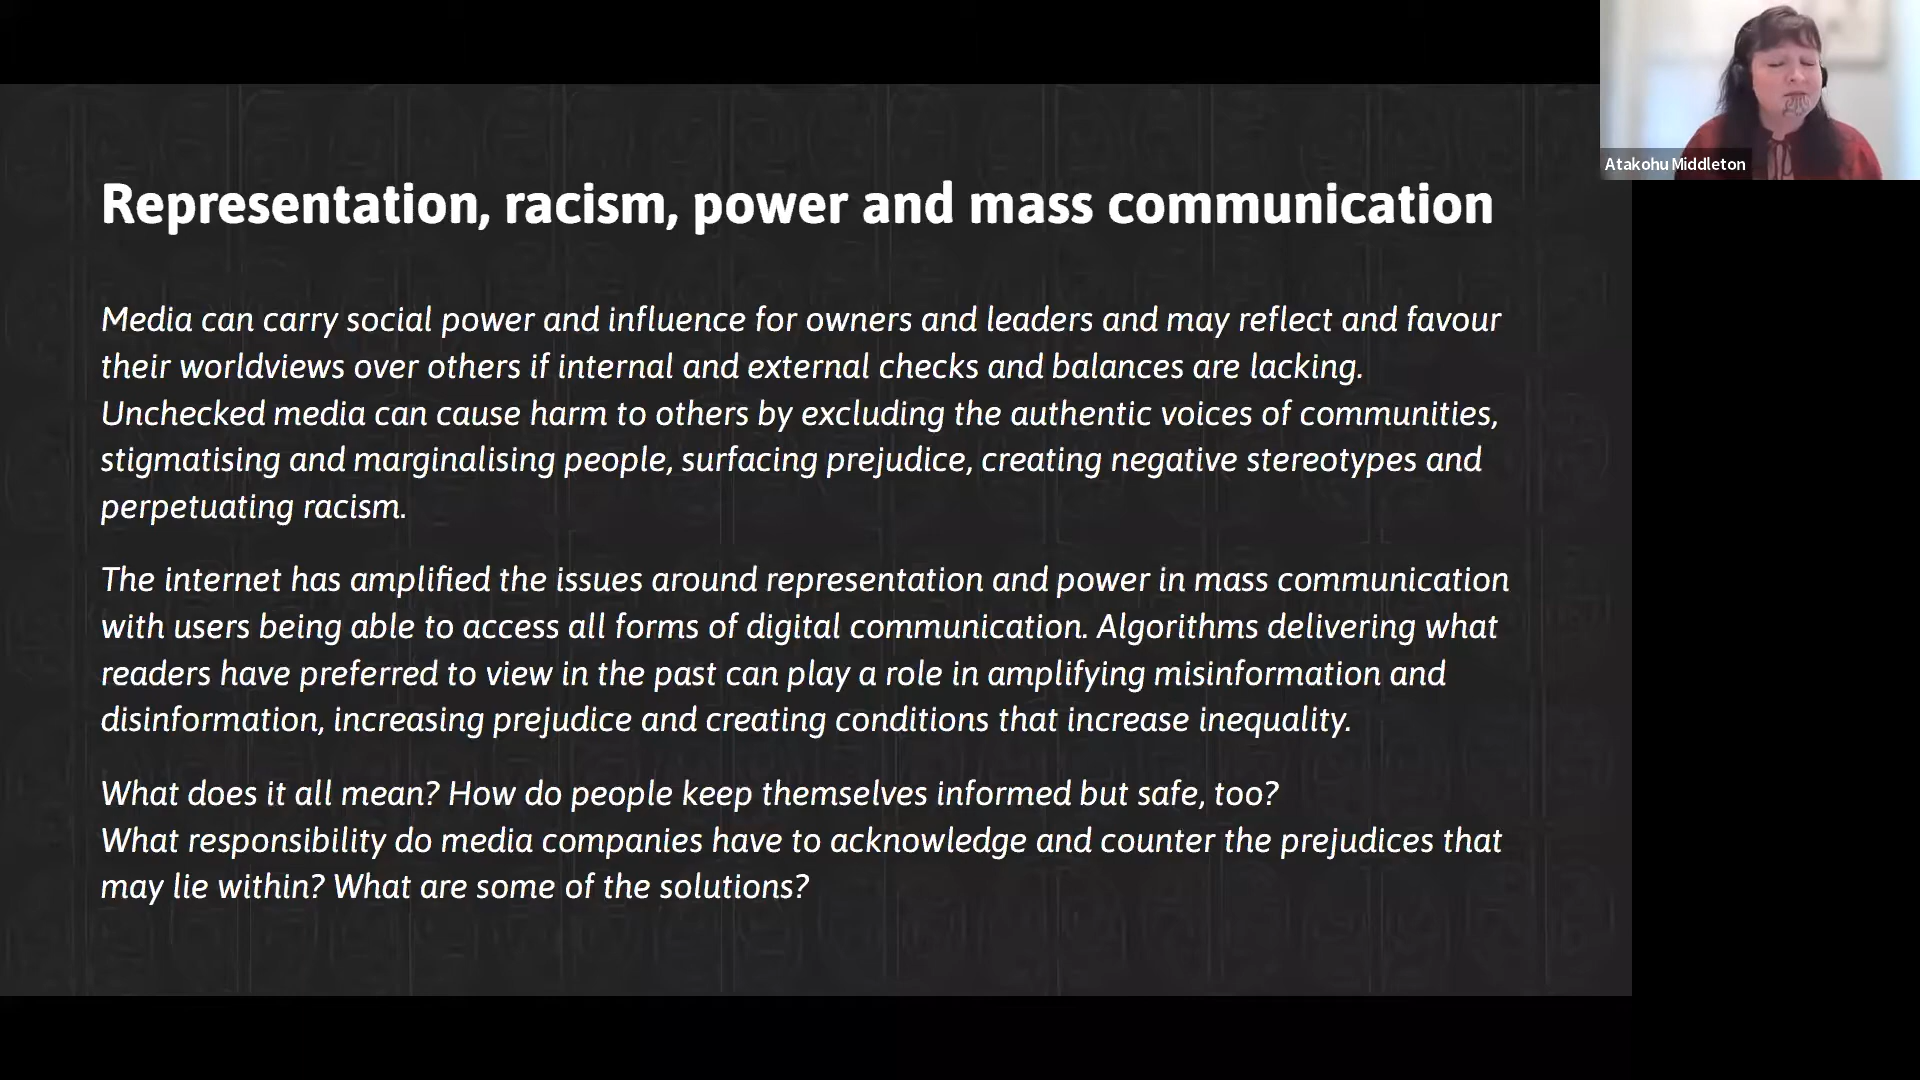 Representation, racism, power and mass communication
Media can carry social power and influence for owners and leaders and may reflect and favour
their worldviews over others if internal and external checks and balances are lacking.
Unchecked media can cause harm to others by excluding the authentic voices of communities,
stigmatising and marginalising people, surfacing prejudice, creating negative stereotypes and
perpetuating racism.
The internet has amplified the issues around representation and power in mass communication
with users being able to access all forms of digital communication. Algorithms delivering what
readers have preferred to view in the past can play a role in amplifying misinformation and
disinformation, increasing prejudice and creating conditions that increase inequality.
What does it all mean? How do people keep themselves informed but safe, too?
What responsibility do media companies have to acknowledge and counter the prejudices that
may lie within? What are some of the solutions?
Atakohu Middleton